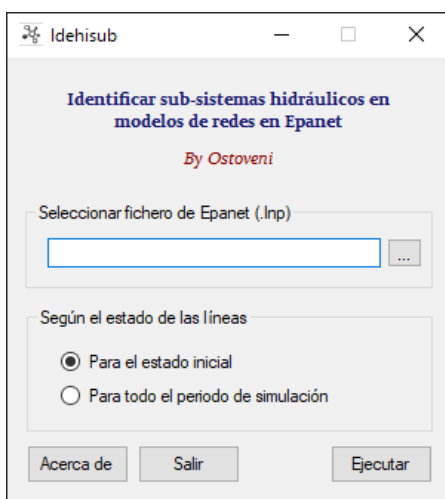 Idehisub
Identificar sub-sistemas hidráulicos en
modelos de redes en Epanet
By Ostoveni
Seleccionar fichero de Epanet (.Inp)
...
Según el estado de las líneas
Para el estado inicial
Para todo el periodo de simulación
Acerca de
Salir
Ejecutar